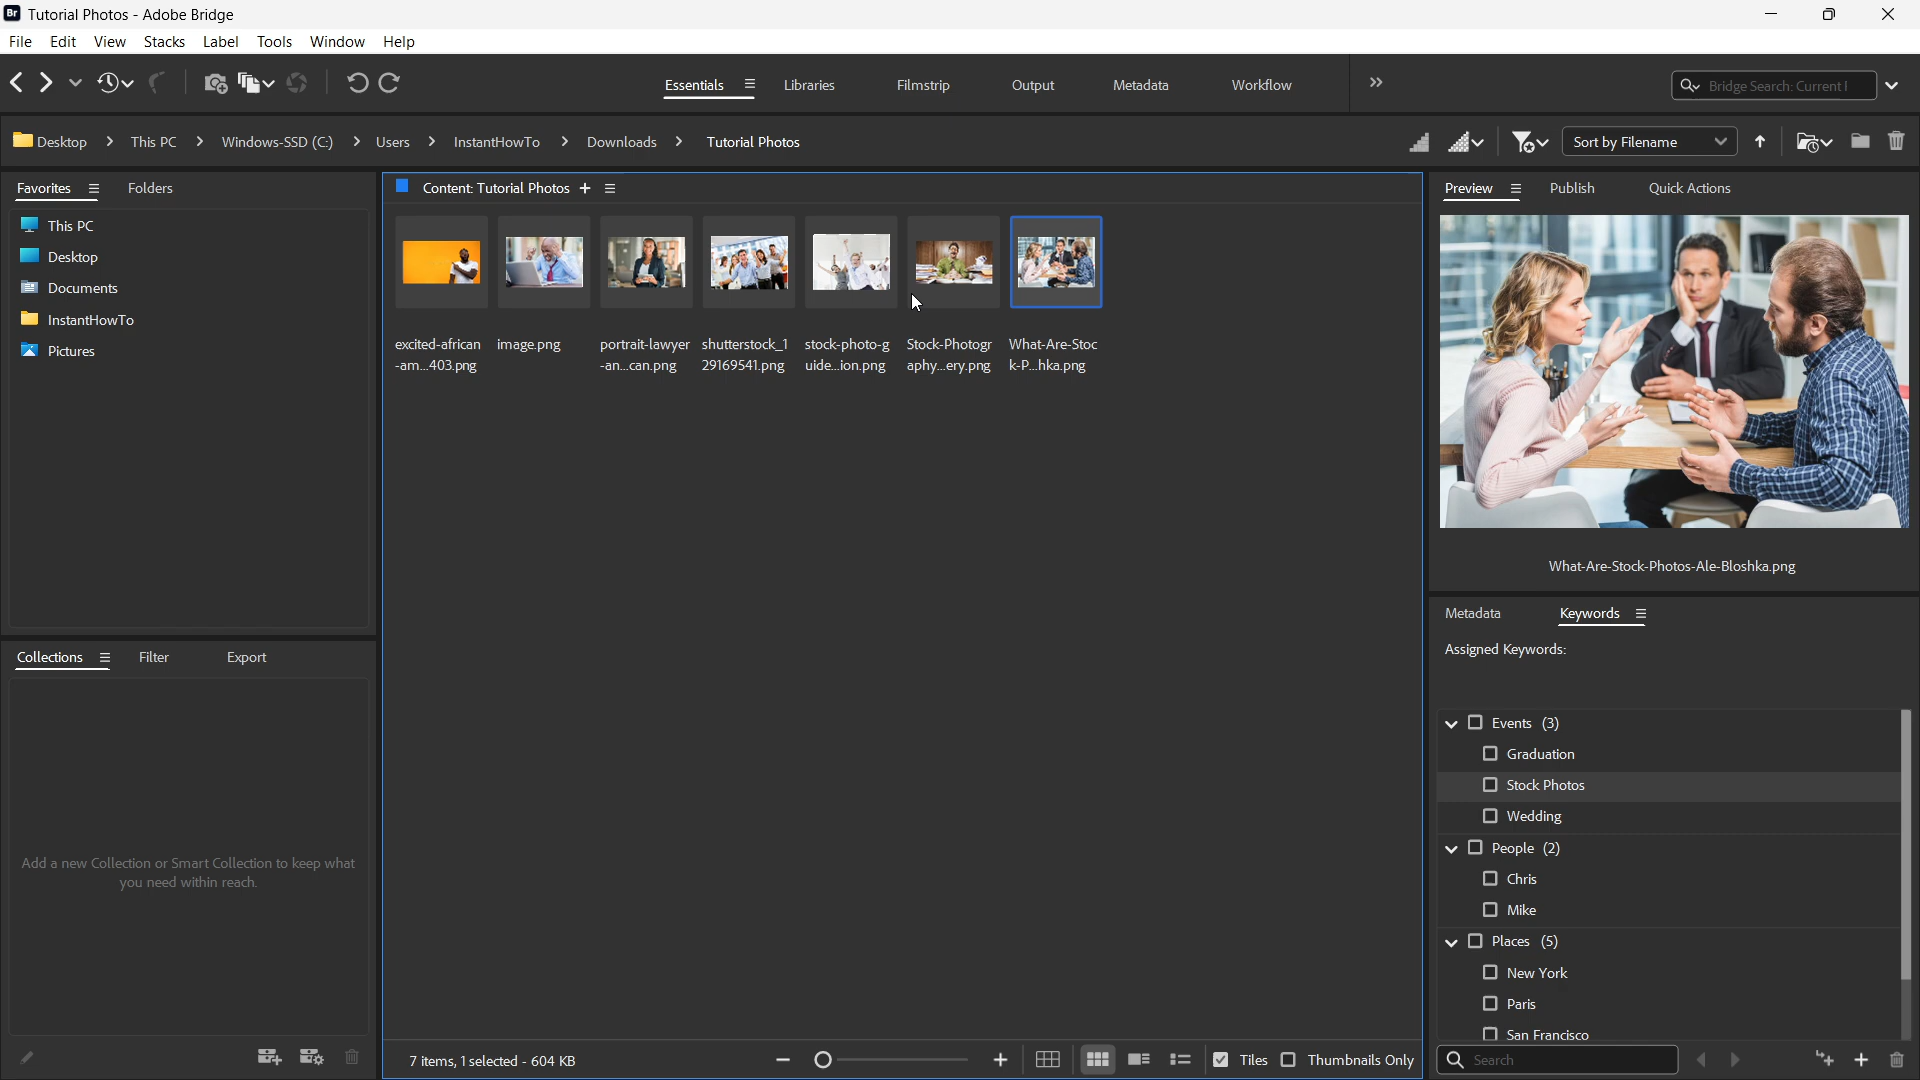 Br Tutorial Photos - Adobe Bridge
File Edit View Stacks Label Tools Window Help
Essentials Libraries Filmstrip Output Metadata Workflow
Bridge Search: Current I
Desktop This PC Windows-SSD (C:) Users InstantHowTo Downloads Tutorial Photos
Sort by Filename
Favorites Folders
This PC
Desktop
Documents
InstantHowTo
Pictures
Collections Filter Export
Add a new Collection or Smart Collection to keep what
you need within reach.
Content: Tutorial Photos
excited-african
-am...403.png
image.png
portrait-lawyer
-an...can.png
shutterstock_1
29169541.png
stock-photo-g
uide...ion.png
Stock-Photogr
aphy...ery.png
What-Are-Stoc
k-P...hka.png
7 items, 1 selected - 604 KB
Tiles Thumbnails Only
Preview Publish Quick Actions
What-Are-Stock-Photos-Ale-Bloshka.png
Metadata Keywords
Assigned Keywords:
Events (3)
Graduation
Stock Photos
Wedding
People (2)
Chris
Mike
Places (5)
New York
Paris
San Francisco
Search